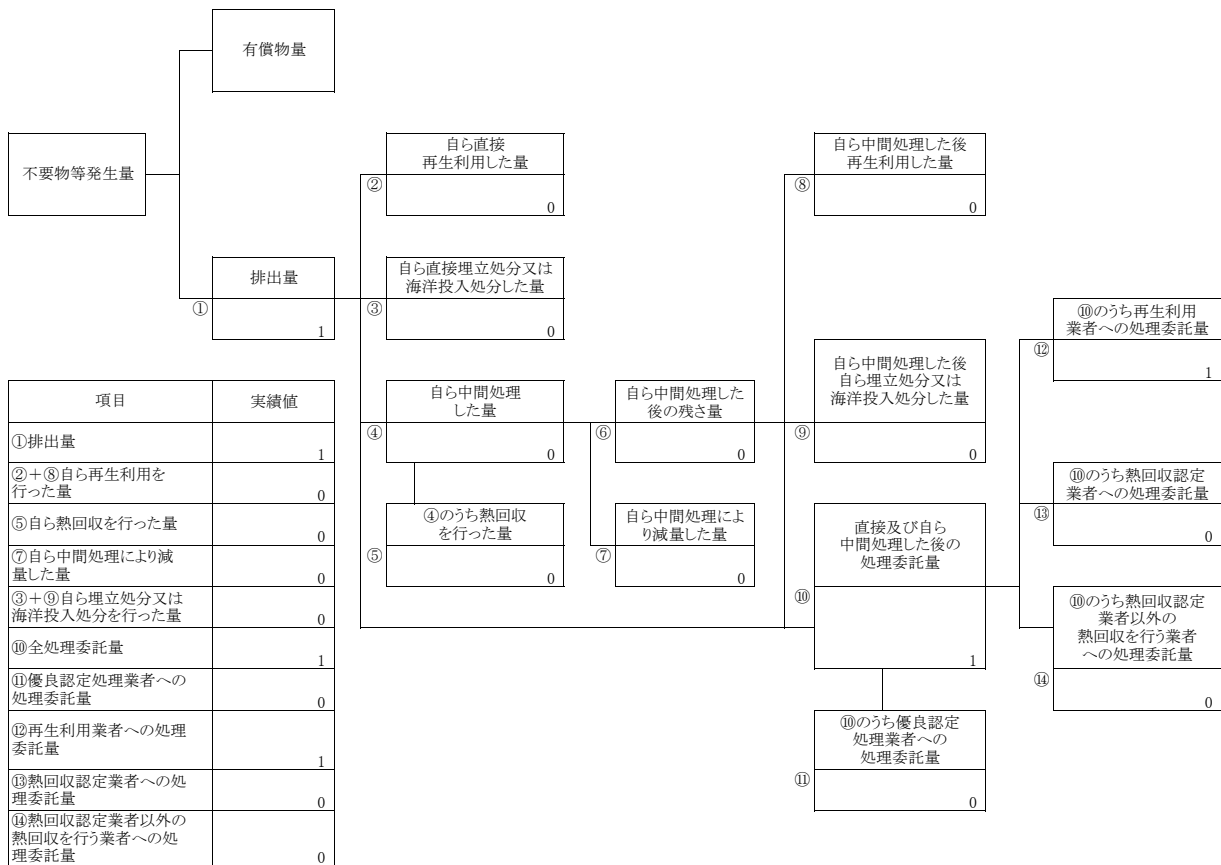 有償物量
不要物等発生量
自ら直接
再生利用した量
②
0
自ら中間処理した後
再生利用した量
⑧
0
排出量
①
1
自ら直接埋立処分又は
海洋投入処分した量
③
0
⑩のうち再生利用
業者への処理委託量
⑫
1
自ら中間処理
した量
④
0
自ら中間処理した
後の残さ量
⑥
0
自ら中間処理した後
自ら埋立処分又は
海洋投入処分した量
⑨
0
⑩のうち熱回収認定
業者への処理委託量
⑬
0
④のうち熱回収
を行った量
⑤
0
自ら中間処理によ
り減量した量
⑦
0
直接及び自ら
中間処理した後の
処理委託量
⑩
1
⑩のうち熱回収認定
業者以外の
熱回収を行う業者
への処理委託量
⑭
0
⑩のうち優良認定
処理業者への
処理委託量
⑪
0
項目 実績値
①排出量 1
②+⑧自ら再生利用を
行った量 0
⑤自ら熱回収を行った量 0
⑦自ら中間処理により減
量した量 0
③+⑨自ら埋立処分又は
海洋投入処分を行った量 0
⑩全処理委託量 1
⑪優良認定処理業者への
処理委託量 0
⑫再生利用業者への処理
委託量 1
⑬熱回収認定業者への処
理委託量 0
⑭熱回収認定業者以外の
熱回収を行う業者への処
理委託量 0